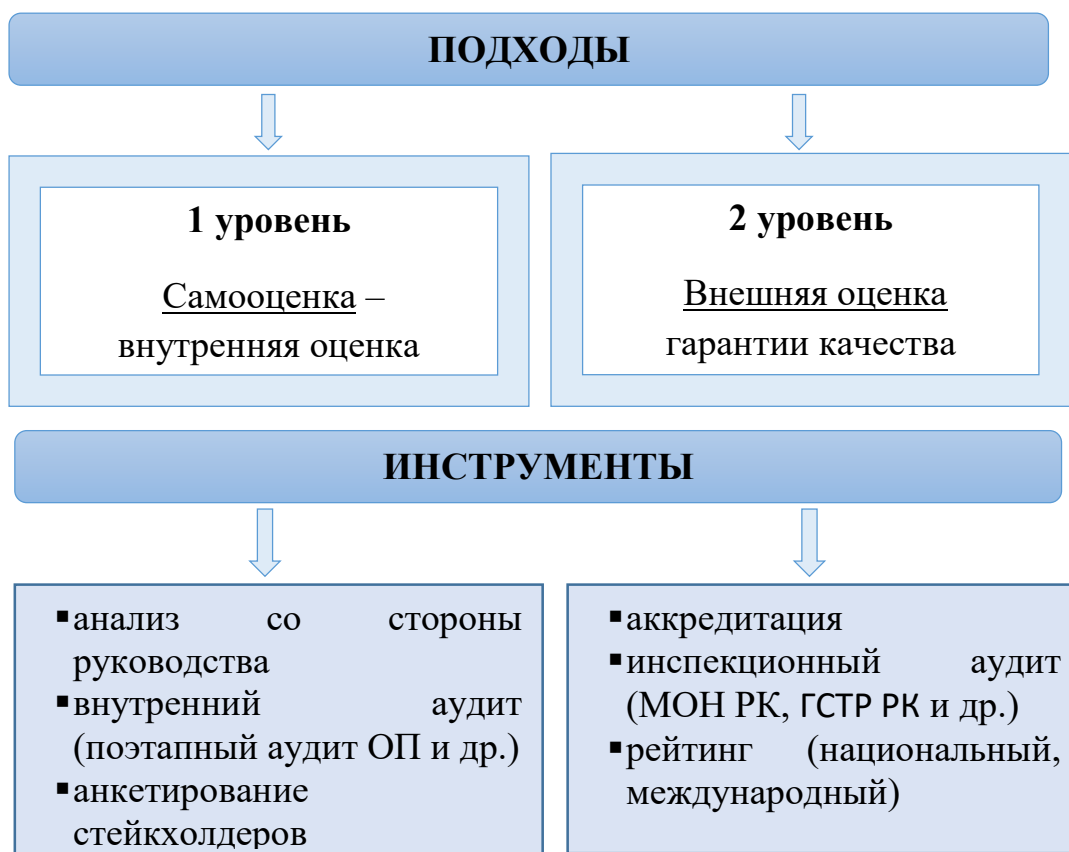 ПОДХОДЫ
1 уровень
Самооценка –
внутренняя оценка
2 уровень
Внешняя оценка
гарантии качества
ИНСТРУМЕНТЫ
▪анализ со стороны
руководства
▪внутренний аудит
(поэтапный аудит ОП и др.)
▪анкетирование
стейкхолдеров
▪аккредитация
▪инспекционный аудит
(МОН РК, ГСТР РК и др.)
▪рейтинг (национальный,
международный)